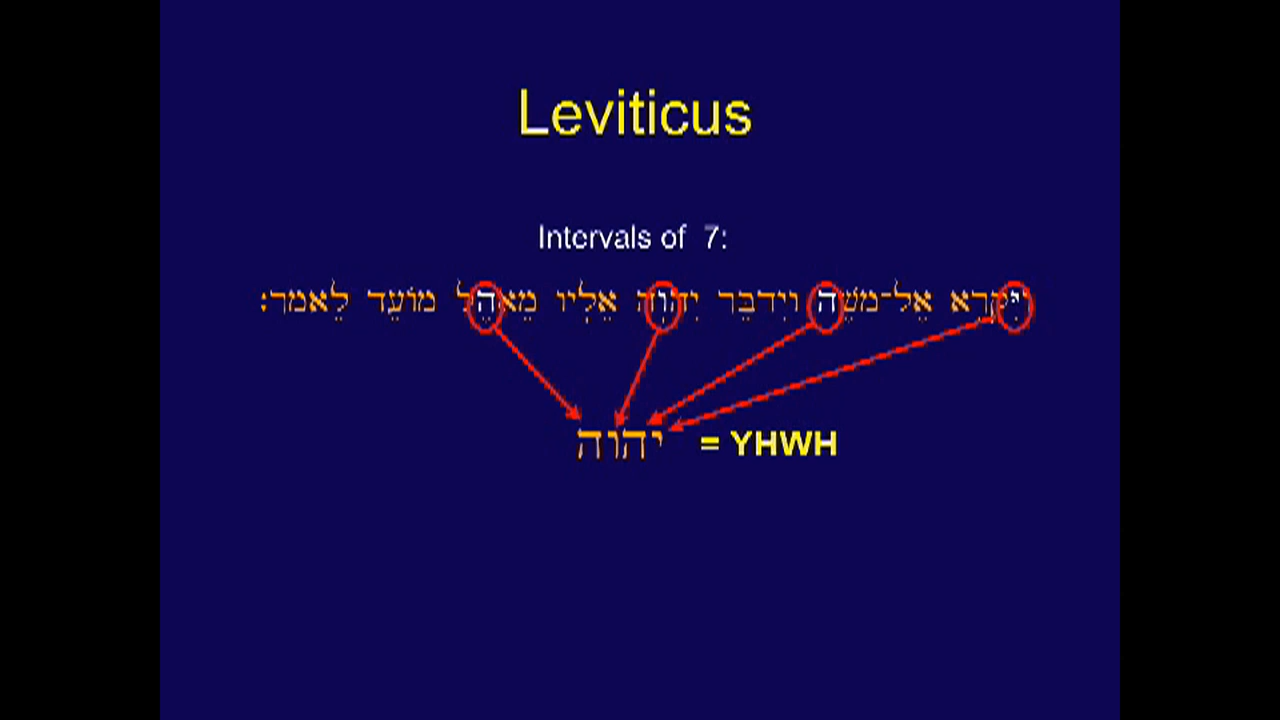 Leviticus
Intervals of 7:
וַיִּקְרָא אֶל־מֹשֶׁה וַיְדַבֵּר יְהוָה אֵלָיו מֵאֹהֶל מוֹעֵד לֵאמֹר׃
יהוה = YHWH